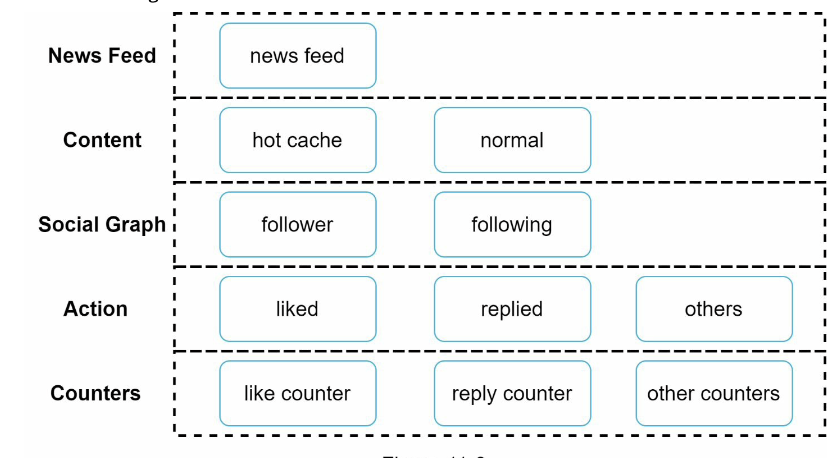 News Feed news feed
Content hot cache normal
Social Graph follower following
Action liked replied others
Counters like counter reply counter other counters